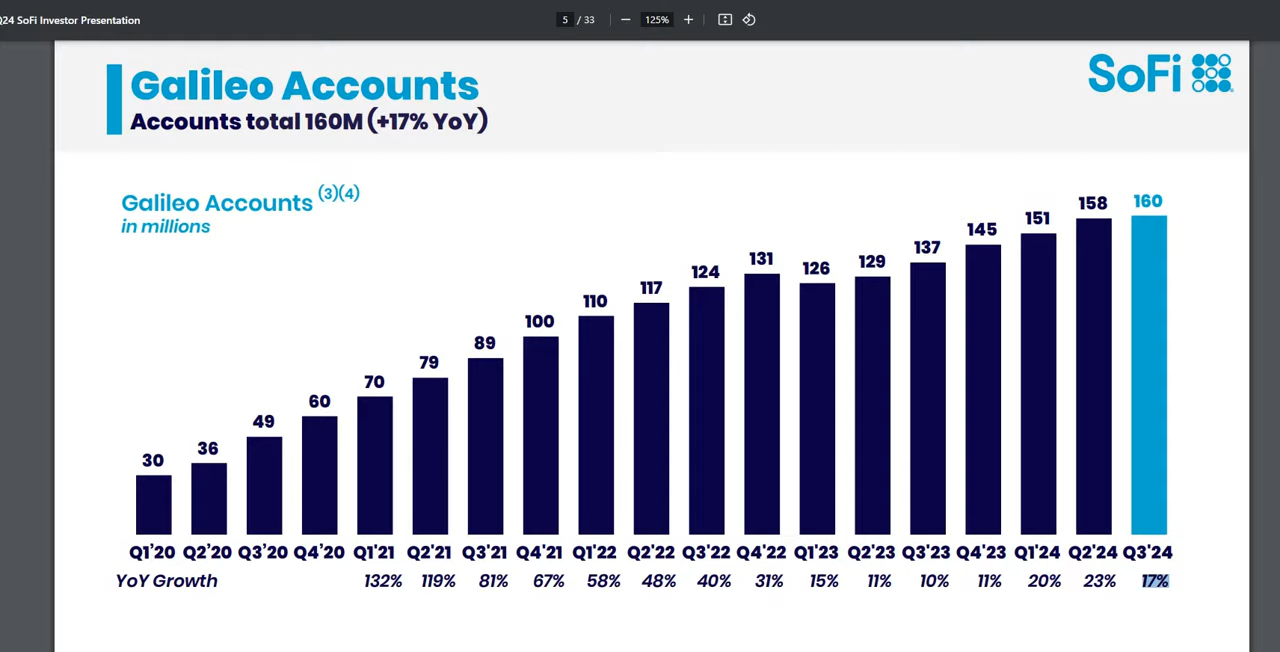 Q24 SoFi Investor Presentation
5 / 33
125%
Galileo Accounts
Accounts total 160M (+17% YoY)
SoFi
Galileo Accounts (3)(4)
in millions
30 36 49 60 70 79 89 100 110 117 124 131 126 129 137 145 151 158 160
Q1'20 Q2'20 Q3'20 Q4'20 Q1'21 Q2'21 Q3'21 Q4'21 Q1'22 Q2'22 Q3'22 Q4'22 Q1'23 Q2'23 Q3'23 Q4'23 Q1'24 Q2'24 Q3'24
YoY Growth 132% 119% 81% 67% 58% 48% 40% 31% 15% 11% 10% 11% 20% 23% 17%